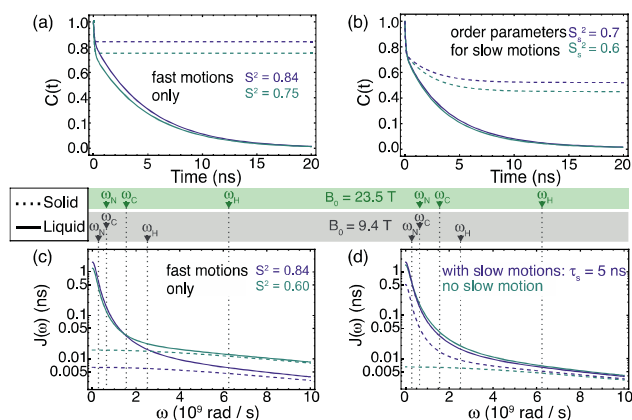 (a)
1.0
0.8
0.6
0.4
0.2
0.0
C(t)
fast motions
only
S² = 0.84
S² = 0.75
0
5
10
15
20
Time (ns)
(b)
1.0
0.8
0.6
0.4
0.2
0.0
C(t)
order parameters
for slow motions
Sₛ² = 0.7
Sₛ² = 0.6
0
5
10
15
20
Time (ns)
Solid
Liquid
ω_N
ω_C
ω_H
B₀ = 23.5 T
ω_N
ω_C
ω_H
ω_N
ω_C
ω_H
B₀ = 9.4 T
ω_N
ω_C
ω_H
(c)
1
0.5
0.05
0.01
0.005
J(ω) (ns)
fast motions
only
S² = 0.84
S² = 0.60
0
2
4
6
8
10
ω (10⁹ rad / s)
(d)
1
0.5
0.05
0.01
0.005
J(ω) (ns)
with slow motions: τₛ = 5 ns
no slow motion
0
2
4
6
8
10
ω (10⁹ rad / s)